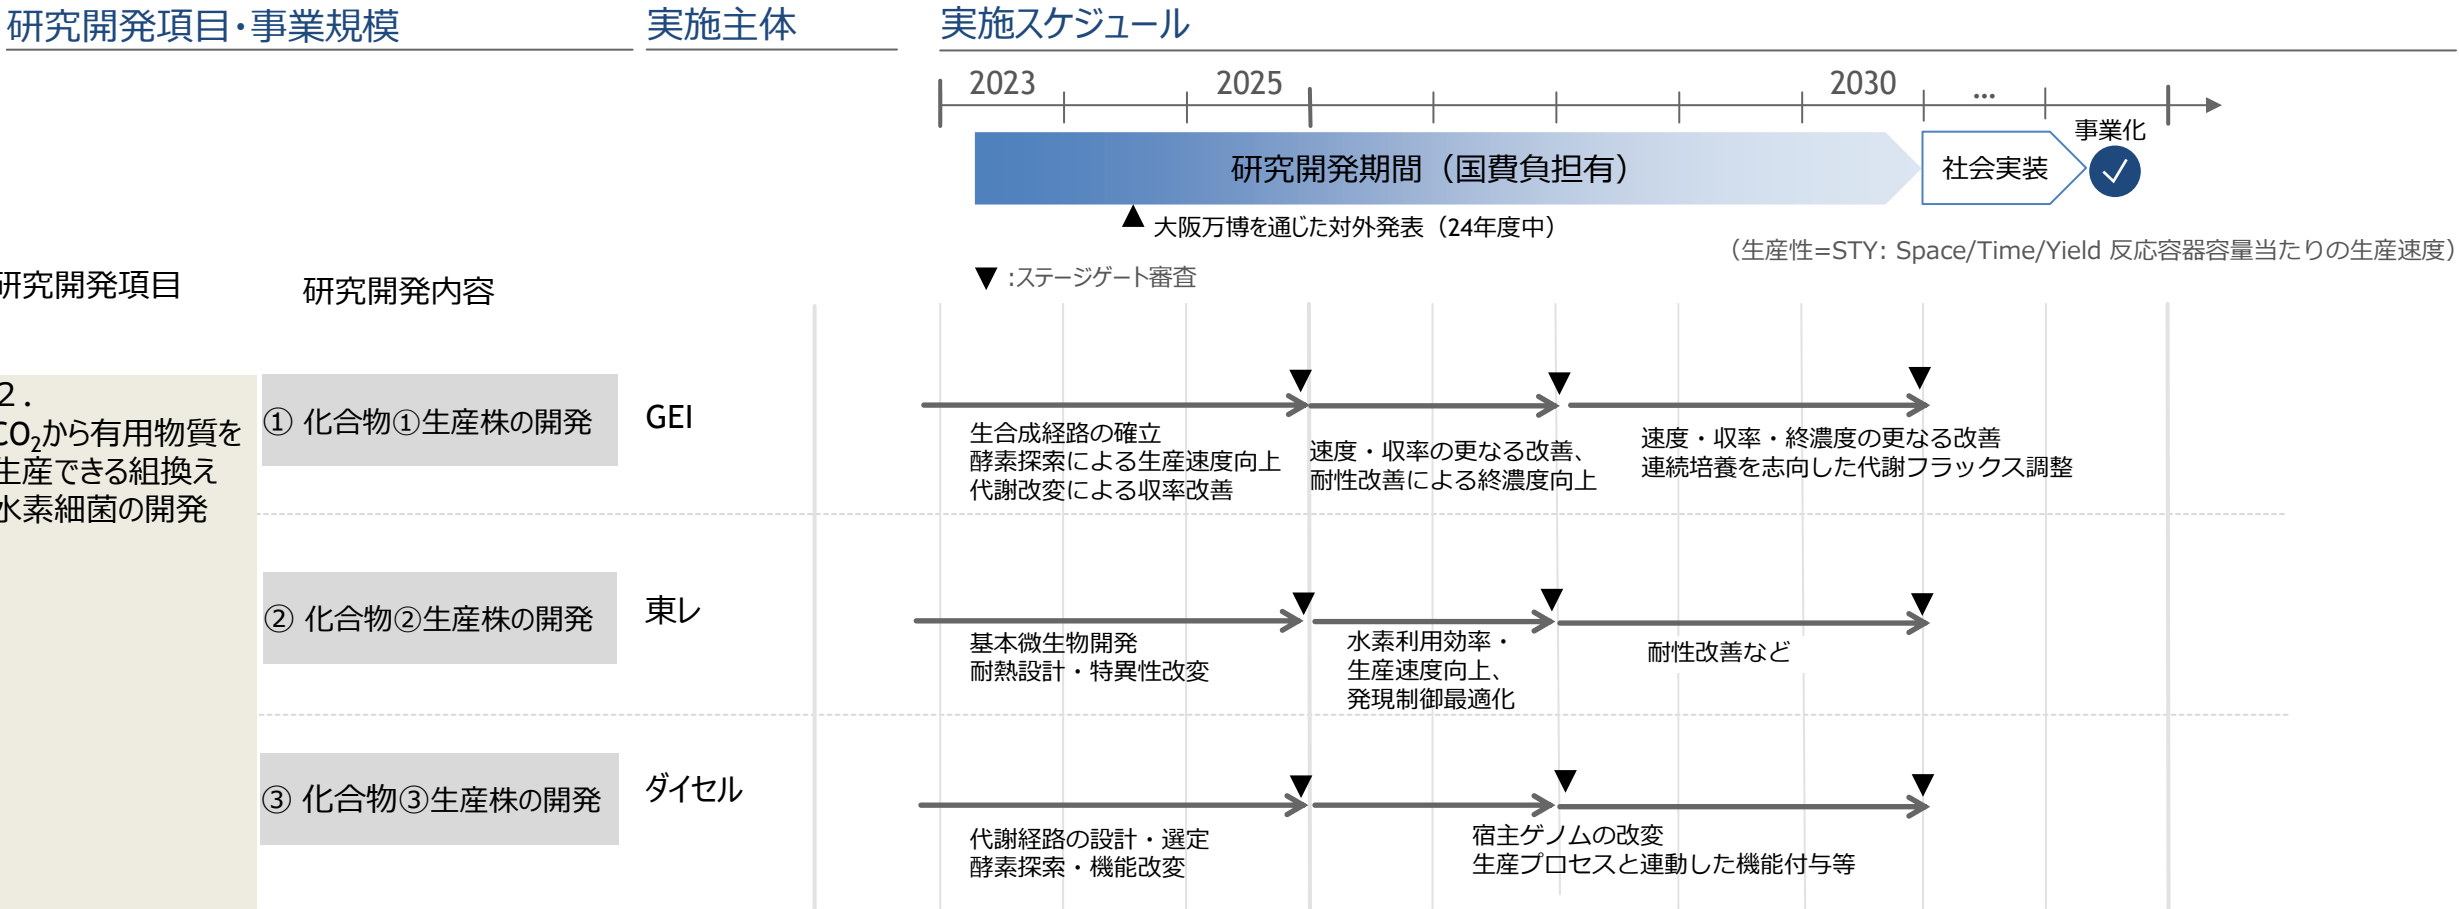 研究開発項目・事業規模
実施主体
実施スケジュール
2023
2025
2030
...
研究開発期間（国費負担有）
社会実装
事業化
▲ 大阪万博を通じた対外発表（24年度中）
（生産性=STY: Space/Time/Yield 反応容器容量当たりの生産速度）
▼ :ステージゲート審査
研究開発項目
研究開発内容
2．
CO₂から有用物質を
生産できる組換え
水素細菌の開発
① 化合物①生産株の開発
GEI
生合成経路の確立
酵素探索による生産速度向上
代謝改変による収率改善
速度・収率の更なる改善、
耐性改善による終濃度向上
速度・収率・終濃度の更なる改善
連続培養を志向した代謝フラックス調整
② 化合物②生産株の開発
東レ
基本微生物開発
耐熱設計・特異性改変
水素利用効率・
生産速度向上、
発現制御最適化
耐性改善など
③ 化合物③生産株の開発
ダイセル
代謝経路の設計・選定
酵素探索・機能改変
宿主ゲノムの改変
生産プロセスと連動した機能付与等